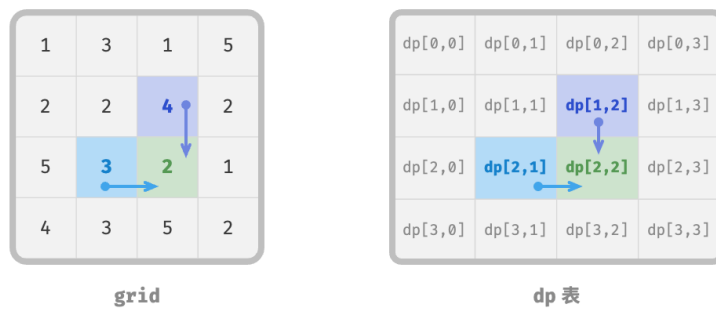 1 3 1 5
2 2 4 2
5 3 2 1
4 3 5 2
grid
dp[0,0] dp[0,1] dp[0,2] dp[0,3]
dp[1,0] dp[1,1] dp[1,2] dp[1,3]
dp[2,0] dp[2,1] dp[2,2] dp[2,3]
dp[3,0] dp[3,1] dp[3,2] dp[3,3]
dp 表